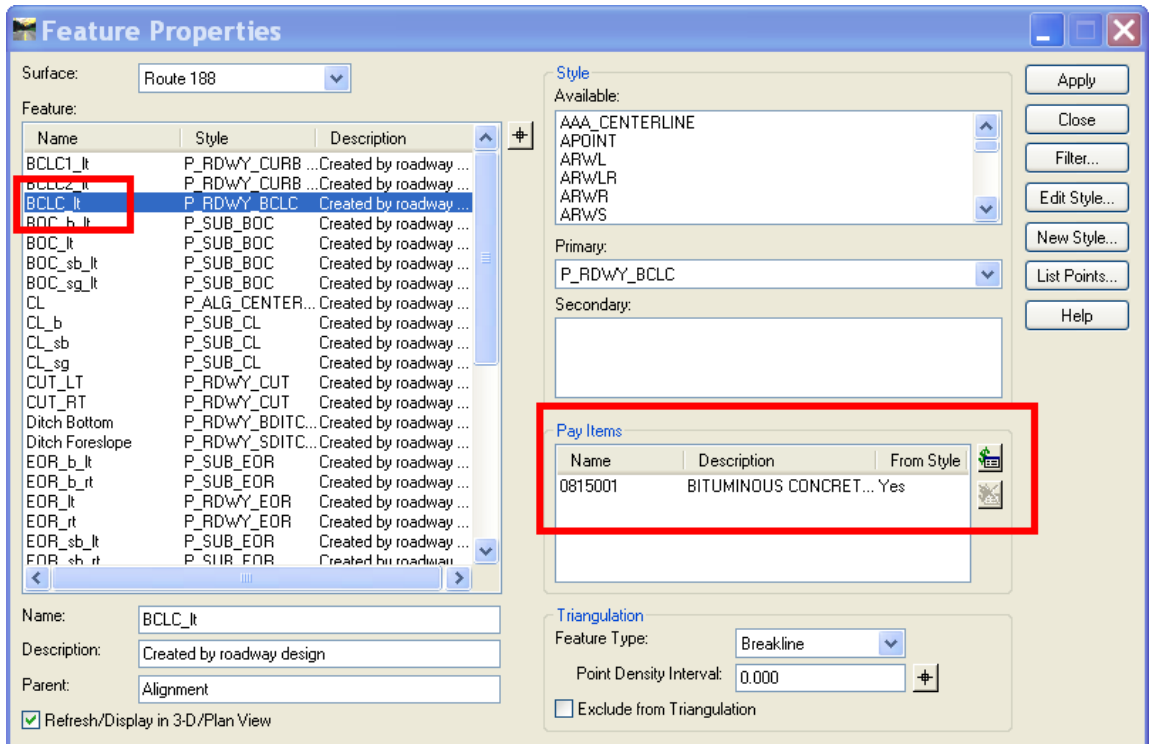 Feature Properties
Surface: Route 188
Feature:
Name Style Description
BCLC1_lt P_RDWY_CURB ... Created by roadway ...
BCLC2_lt P_RDWY_CURB ... Created by roadway ...
BCLC_lt P_RDWY_BCLC Created by roadway ...
BOC_b_lt P_SUB_BOC Created by roadway ...
BOC_lt P_SUB_BOC Created by roadway ...
BOC_sb_lt P_SUB_BOC Created by roadway ...
BOC_sg_lt P_SUB_BOC Created by roadway ...
CL P_ALG_CENTER... Created by roadway ...
CL_b P_SUB_CL Created by roadway ...
CL_sb P_SUB_CL Created by roadway ...
CL_sg P_SUB_CL Created by roadway ...
CUT_LT P_RDWY_CUT Created by roadway ...
CUT_RT P_RDWY_CUT Created by roadway ...
Ditch Bottom P_RDWY_BDITC... Created by roadway ...
Ditch Foreslope P_RDWY_SDITC... Created by roadway ...
EOR_b_lt P_SUB_EOR Created by roadway ...
EOR_b_rt P_SUB_EOR Created by roadway ...
EOR_lt P_RDWY_EOR Created by roadway ...
EOR_rt P_RDWY_EOR Created by roadway ...
EOR_sb_lt P_SUB_EOR Created by roadway ...
EOR_sb_rt P_SUB_EOR Created by roadway ...
Name: BCLC_lt
Description: Created by roadway design
Parent: Alignment
Refresh/Display in 3-D/Plan View
Style
Available:
AAA_CENTERLINE
APOINT
ARWL
ARWLR
ARWR
ARWS
Primary:
P_RDWY_BCLC
Secondary:
Pay Items
Name Description From Style
0815001 BITUMINOUS CONCRET... Yes
Triangulation
Feature Type: Breakline
Point Density Interval: 0.000
Exclude from Triangulation
Apply
Close
Filter...
Edit Style...
New Style...
List Points...
Help